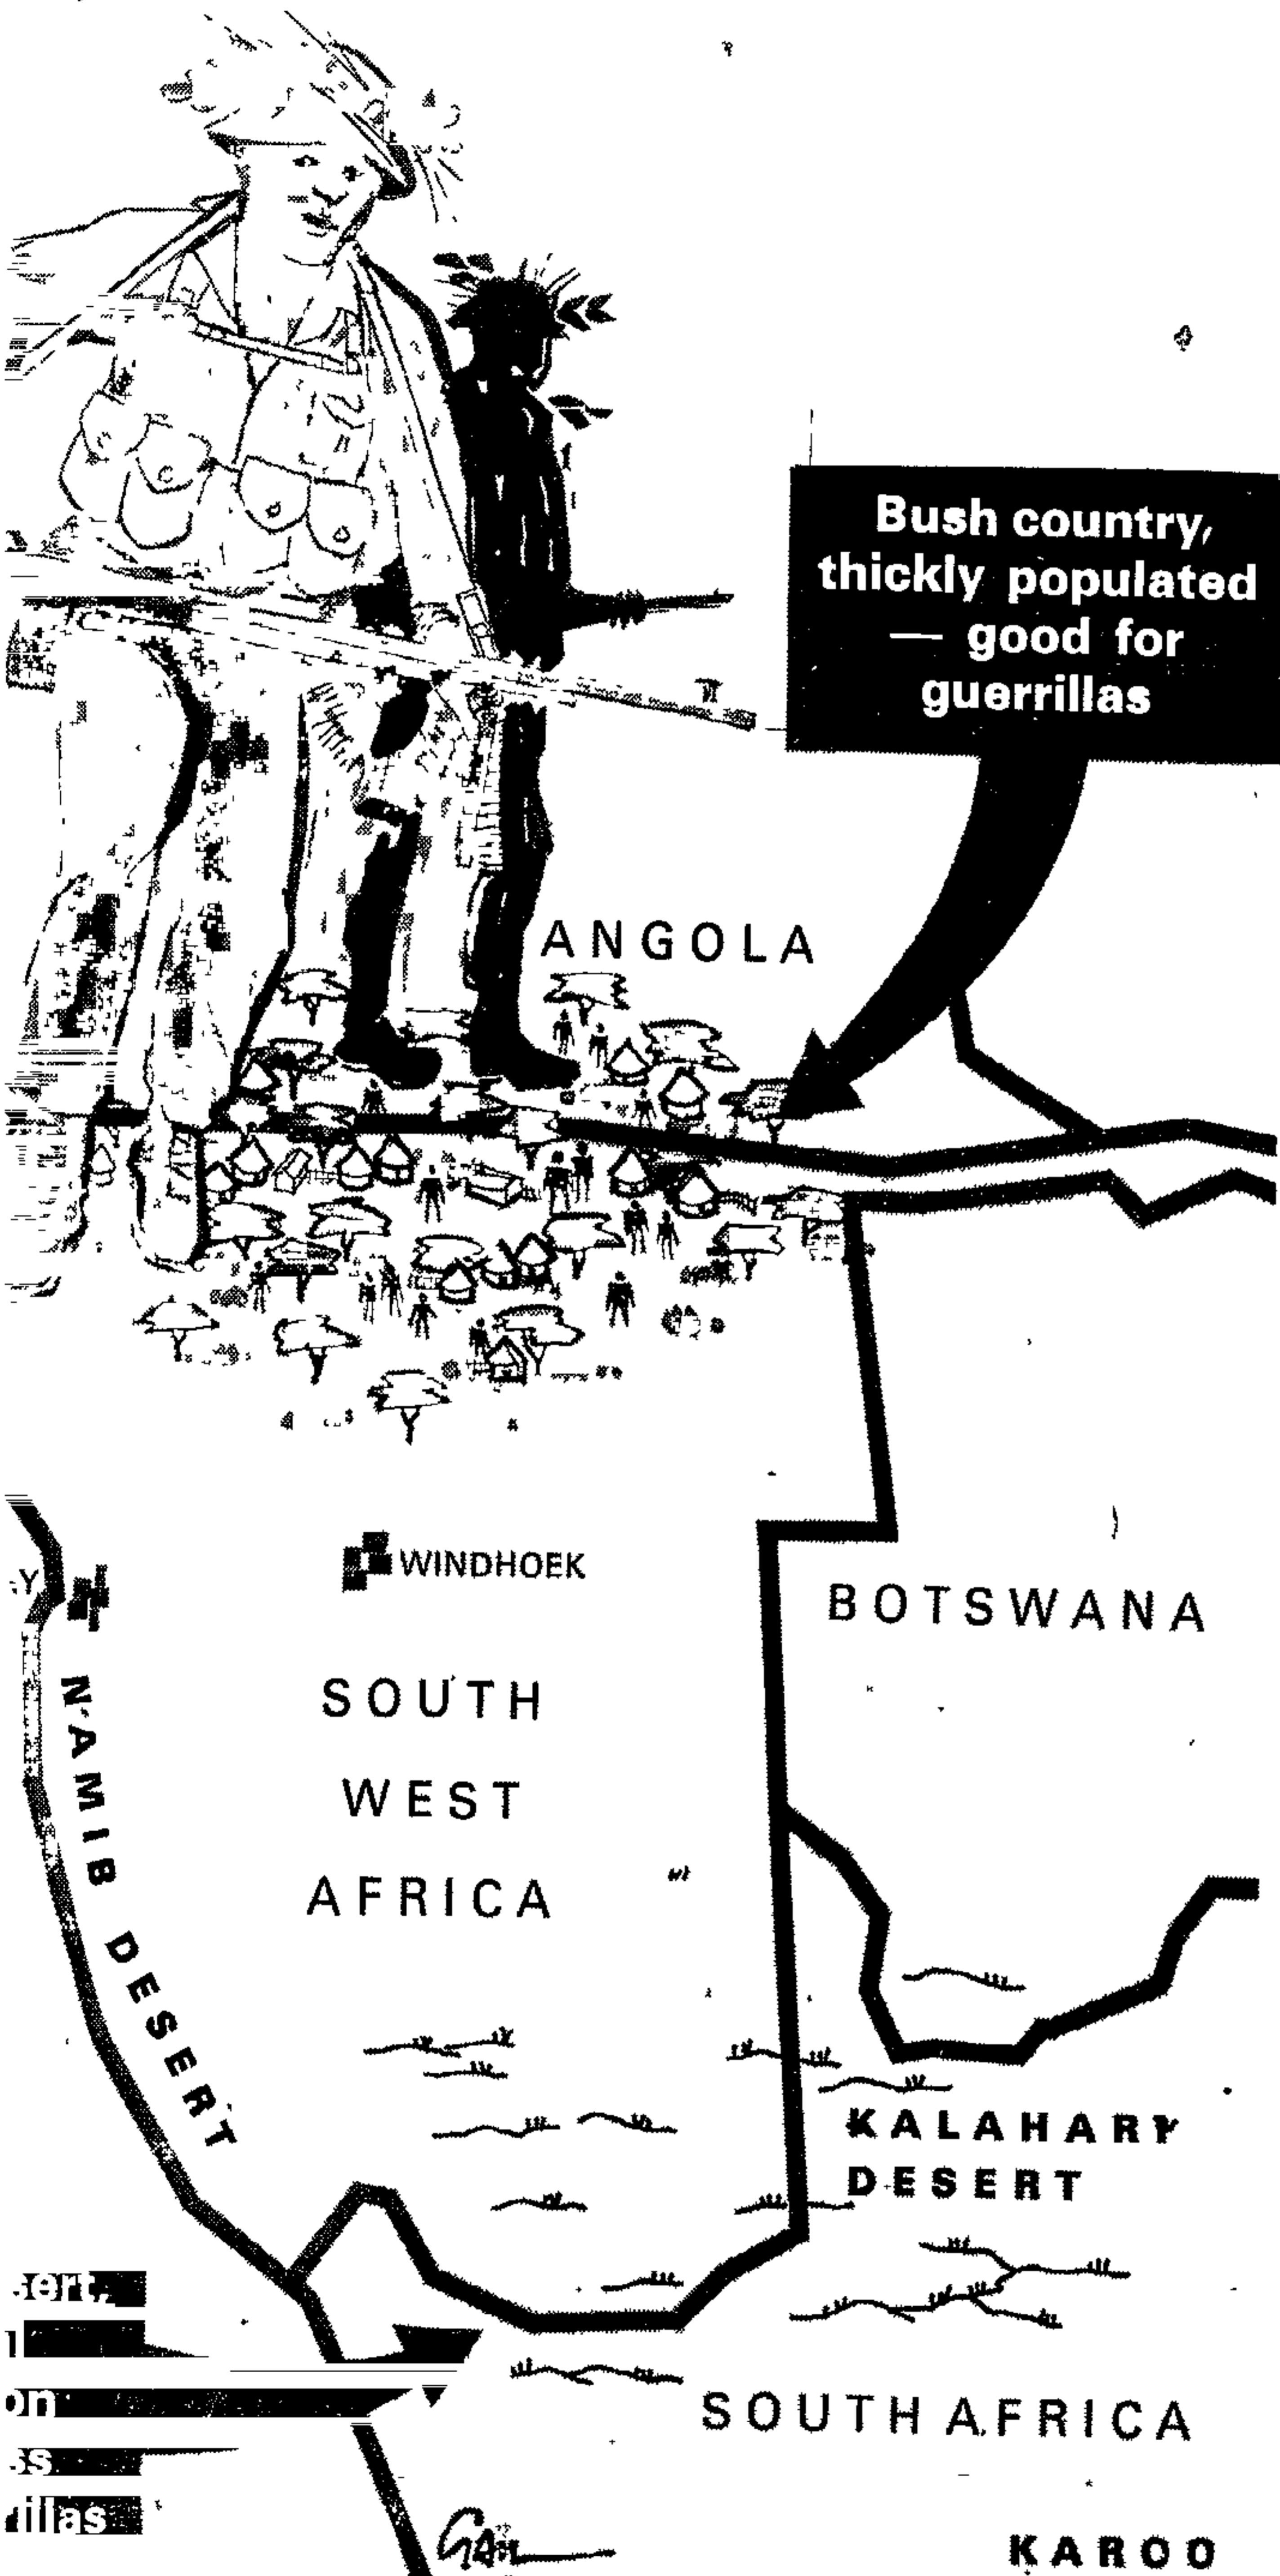 Bush country,
thickly populated
— good for
guerrillas
ANGOLA
WINDHOEK
BOTSWANA
SOUTH
WEST
AFRICA
NAMIB DESERT
KALAHARY
DESERT
SOUTH AFRICA
KAROO